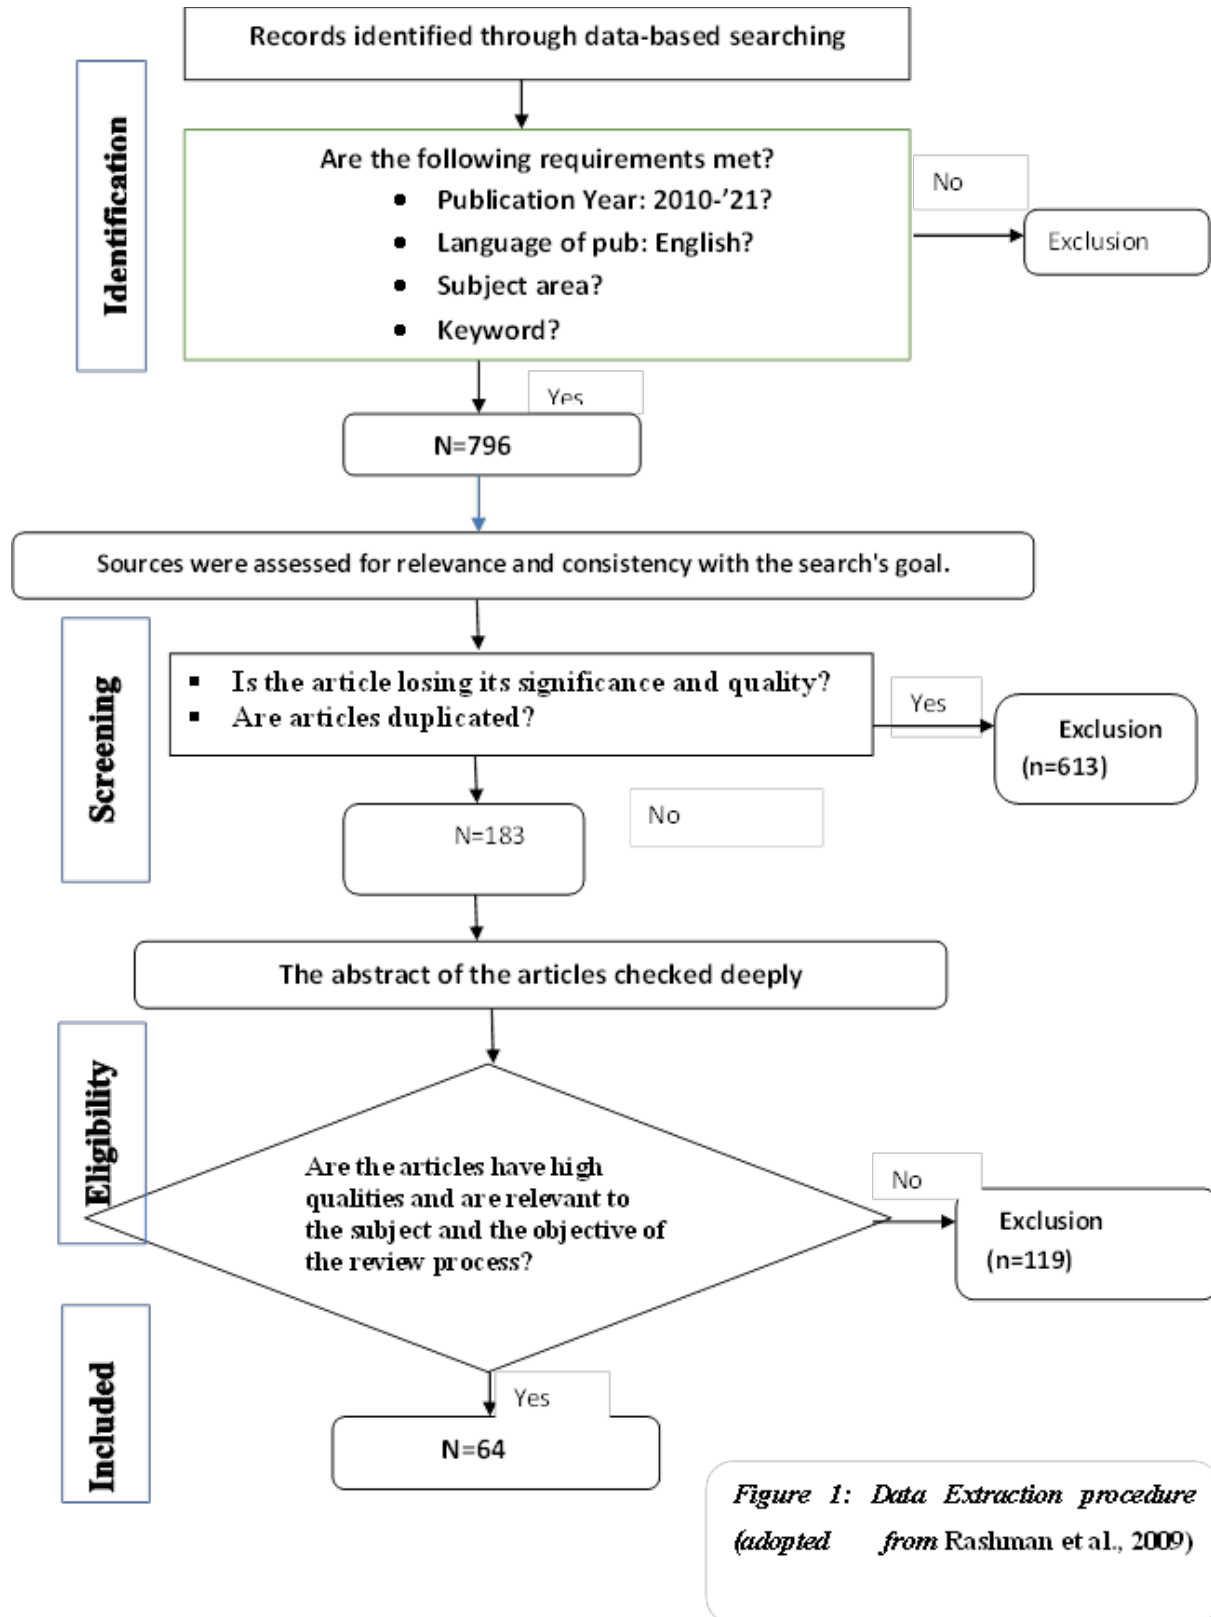 Records identified through data-based searching
Identification
Are the following requirements met?
• Publication Year: 2010-’21?
• Language of pub: English?
• Subject area?
• Keyword?
No
Exclusion
Yes
N=796
Sources were assessed for relevance and consistency with the search's goal.
Screening
▪ Is the article losing its significance and quality?
▪ Are articles duplicated?
Yes
Exclusion
(n=613)
No
N=183
The abstract of the articles checked deeply
Eligibility
Are the articles have high
qualities and are relevant to
the subject and the objective of
the review process?
No
Exclusion
(n=119)
Included
Yes
N=64
Figure 1: Data Extraction procedure
(adopted from Rashman et al., 2009)